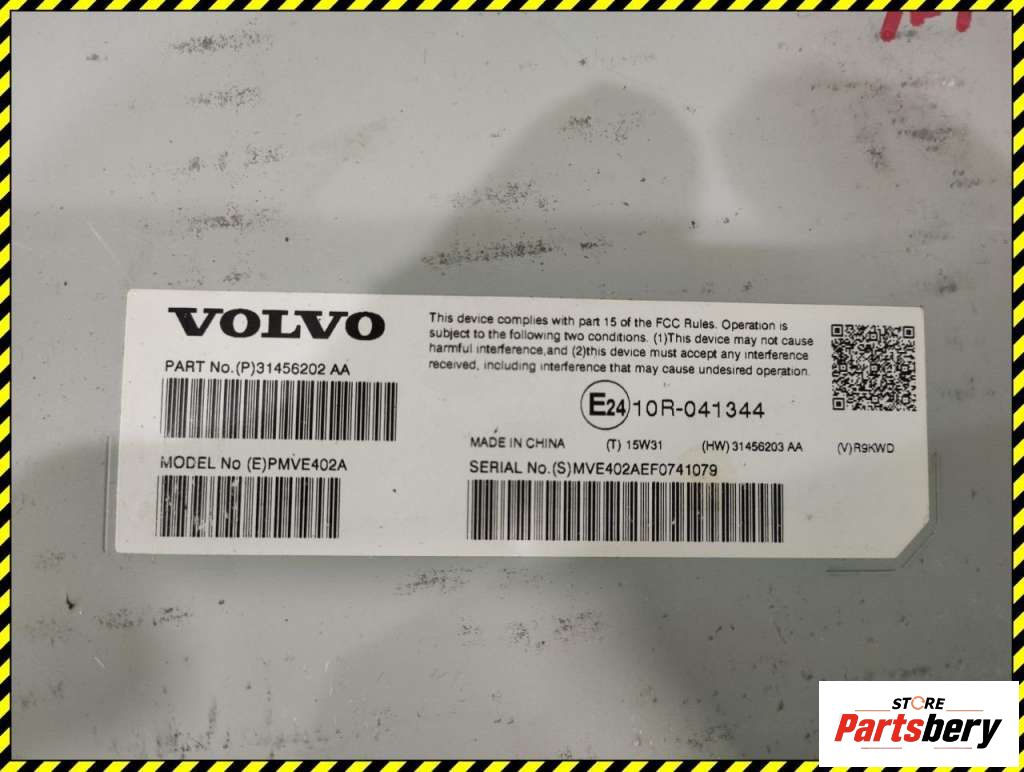 VOLVO
PART No.(P)31456202 AA
MODEL No (E)PMVE402A
This device complies with part 15 of the FCC Rules. Operation is
subject to the following two conditions. (1)This device may not cause
harmful interference,and (2)this device must accept any interference
received, including interference that may cause undesired operation.
E24 10R-041344
MADE IN CHINA (T) 15W31 (HW) 31456203 AA (V) R9KWD
SERIAL No.(S)MVE402AEF0741079
STORE
Partsbery